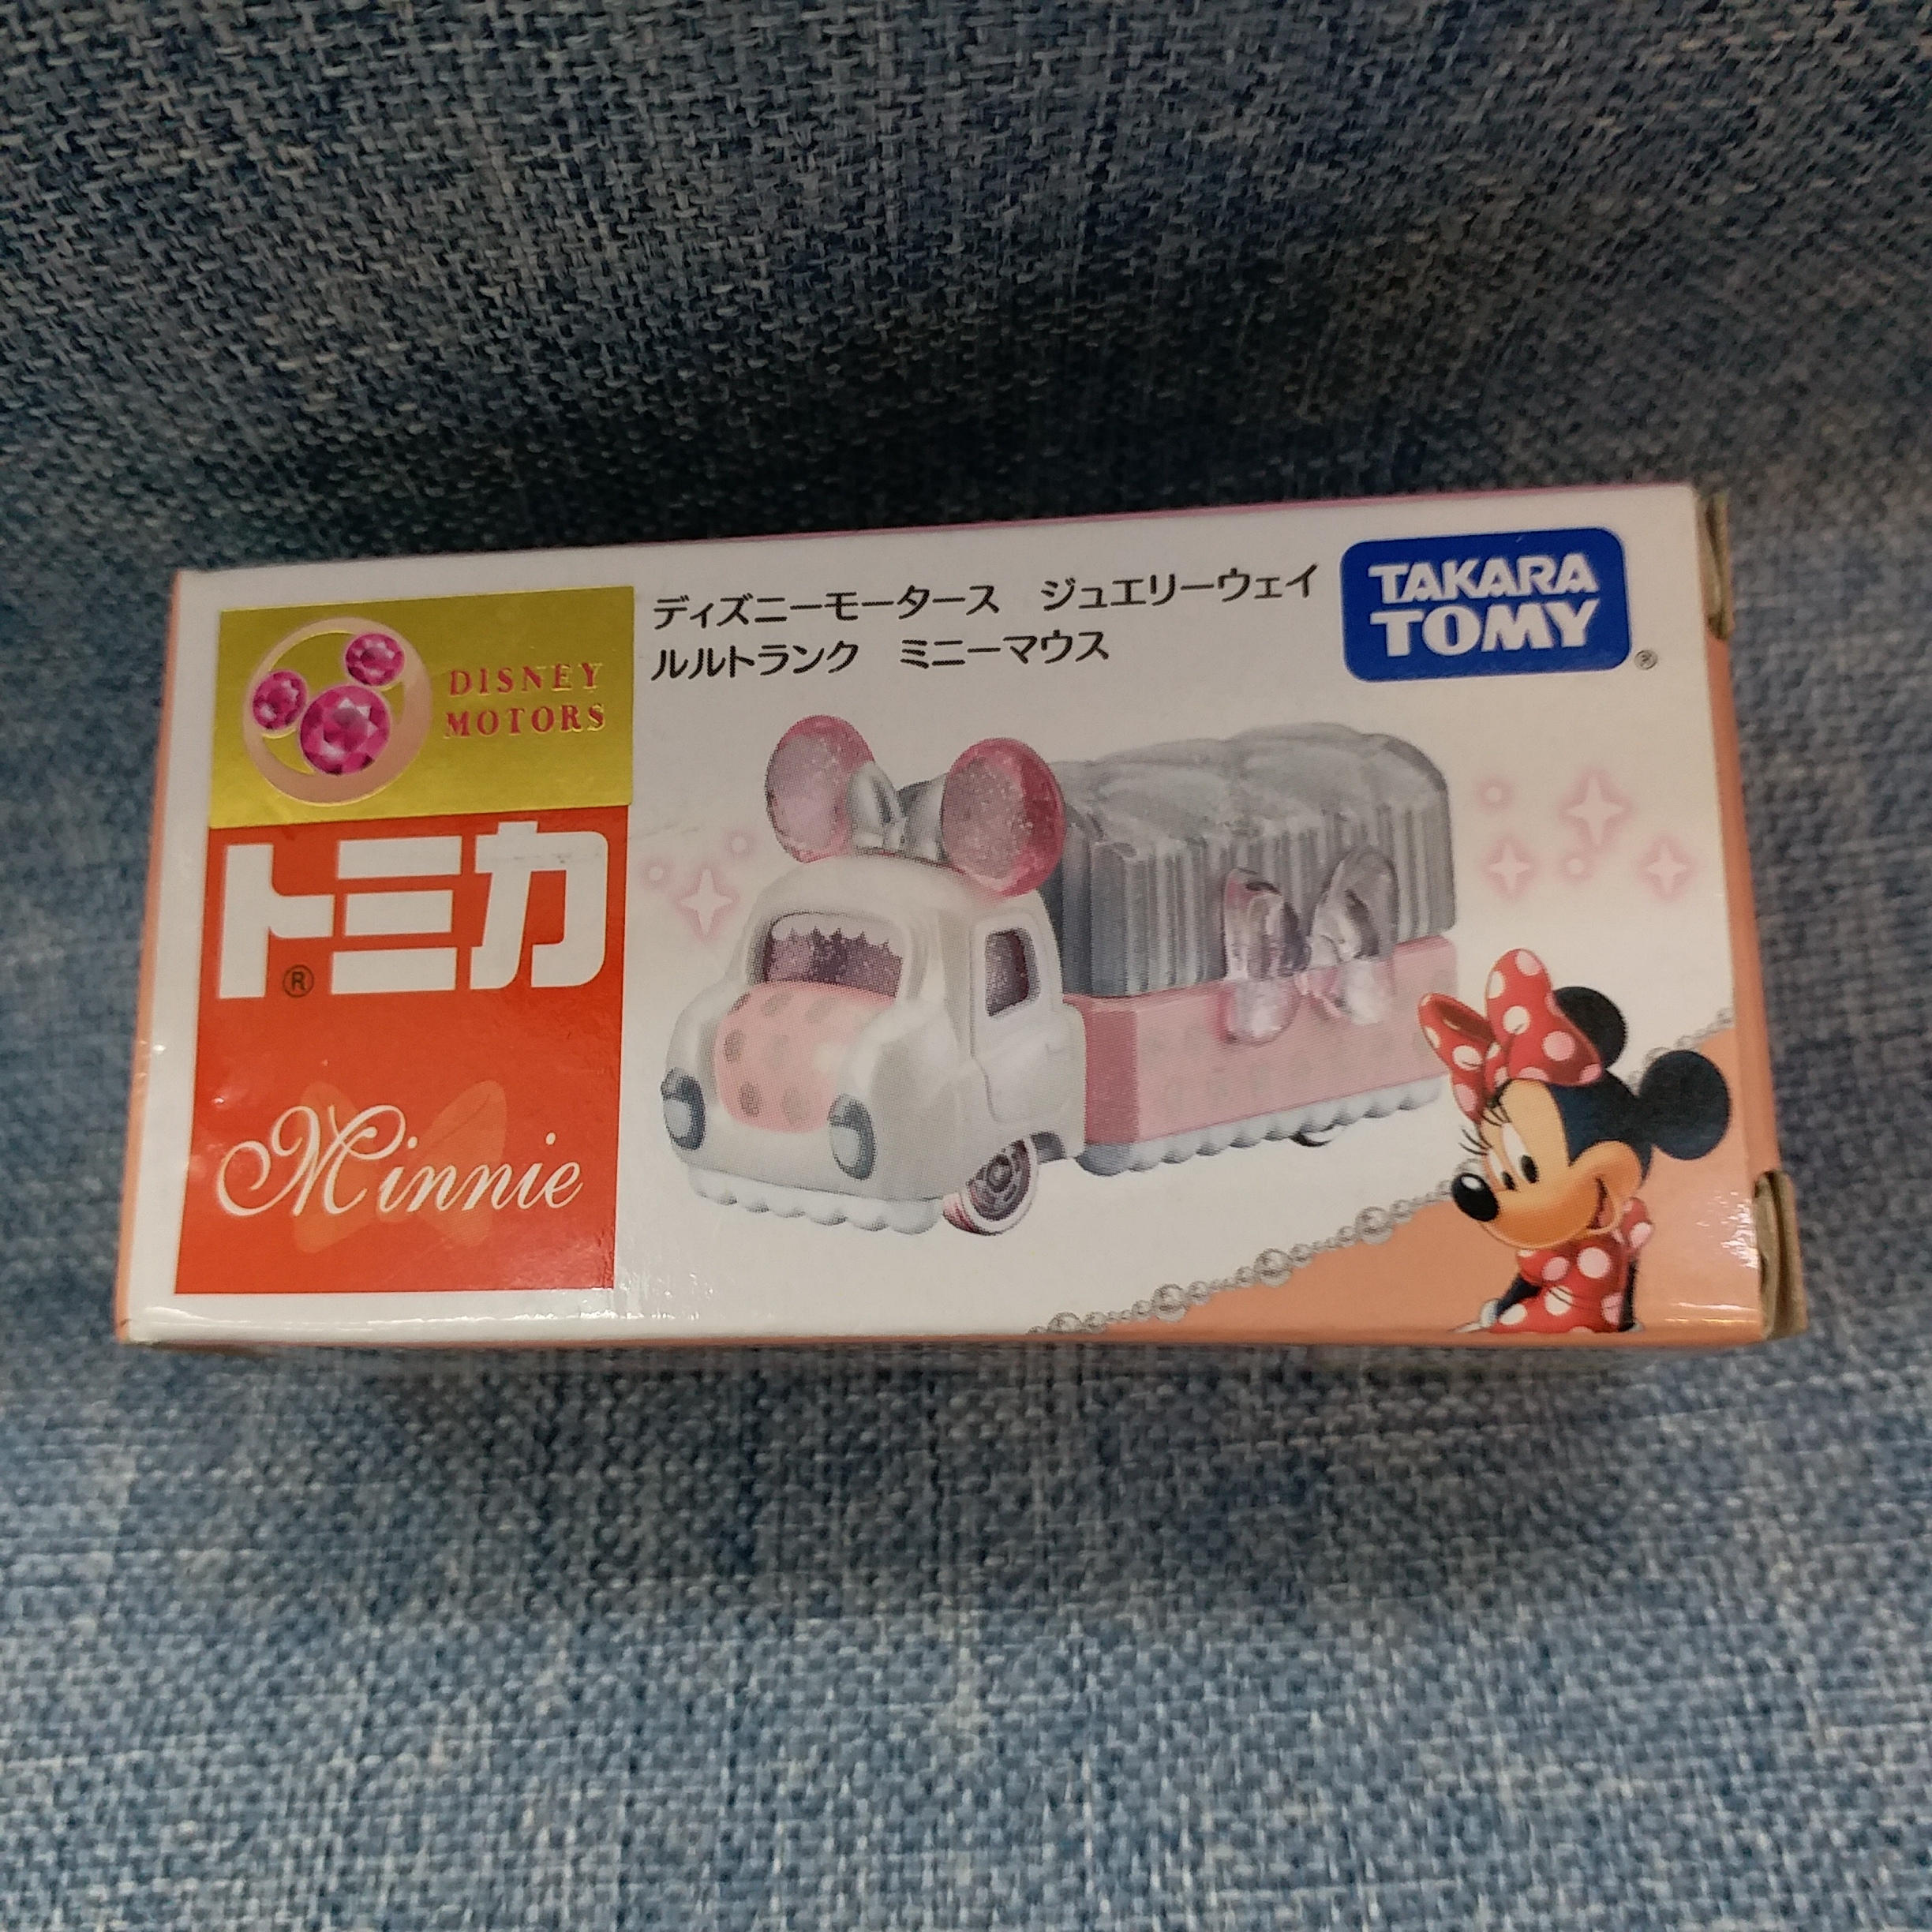 DISNEY
MOTORS
トミカ
®
Minnie
ディズニーモータース ジュエリーウェイ
ルルトランク ミニーマウス
TAKARA
TOMY
®